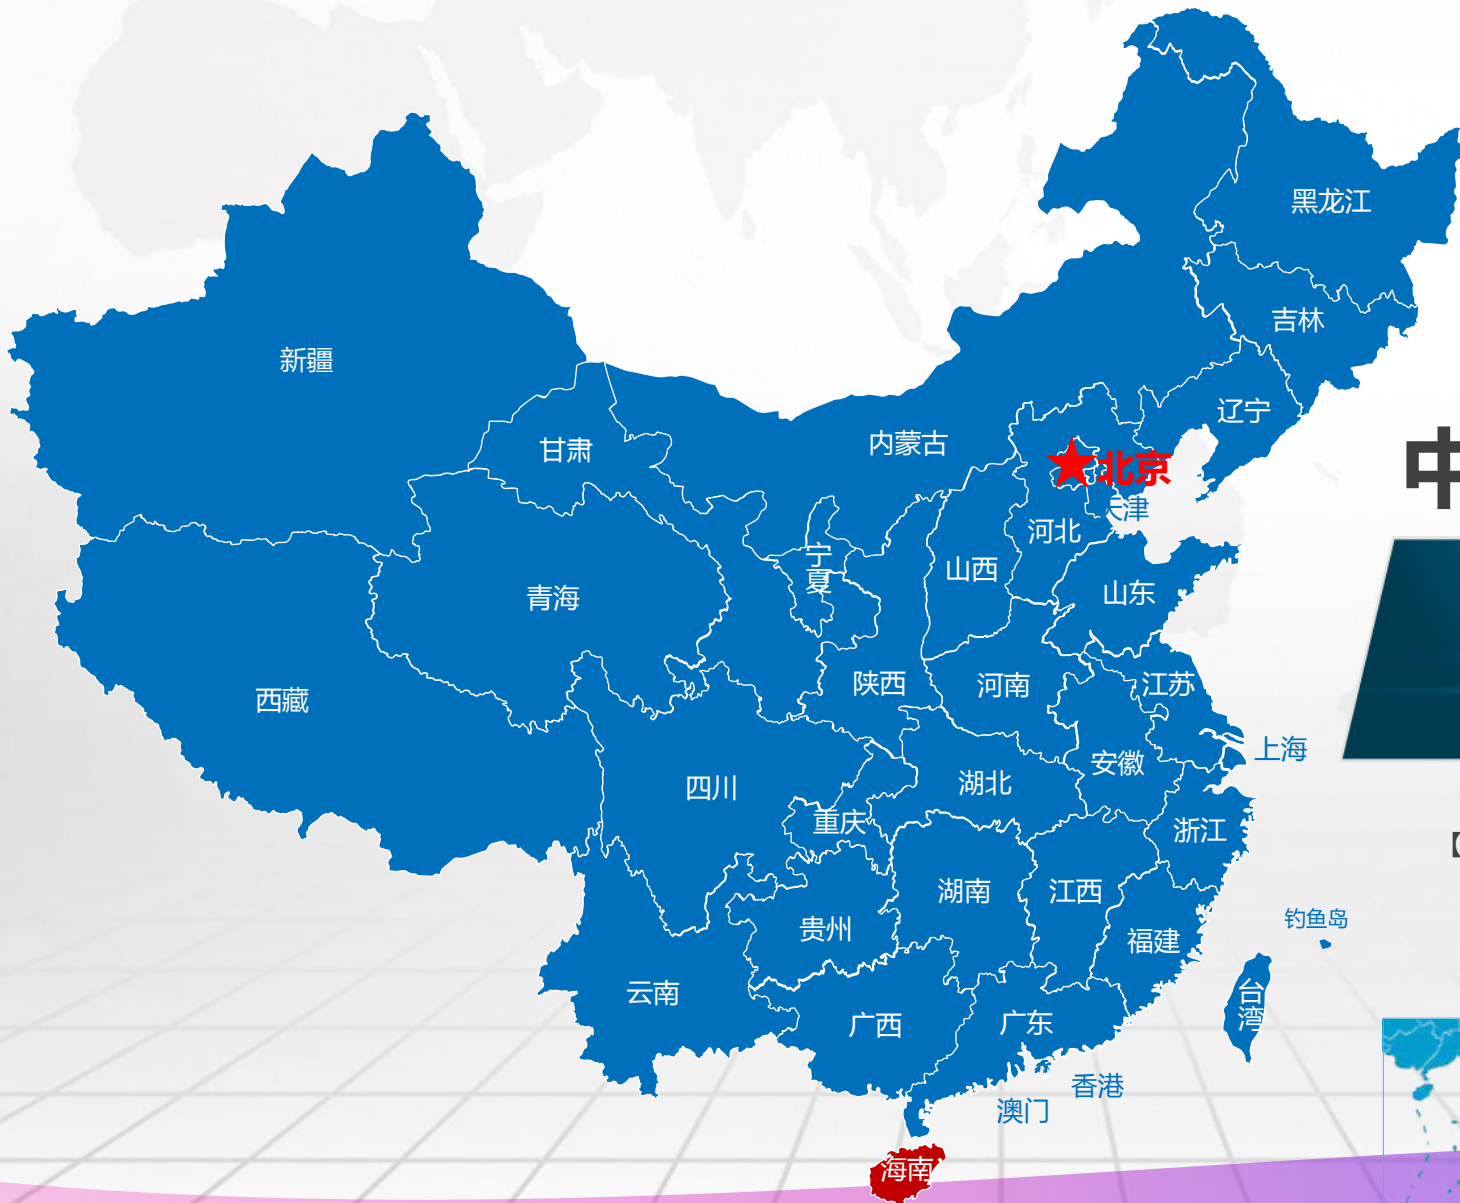 黑龙江
吉林
新疆
辽宁
内蒙古
甘肃
北京
天津
河北
宁夏
山西
山东
青海
陕西
河南
江苏
西藏
上海
安徽
湖北
四川
重庆
浙江
湖南
江西
钓鱼岛
贵州
福建
云南
台湾
广西
广东
香港
澳门
海南
中
【